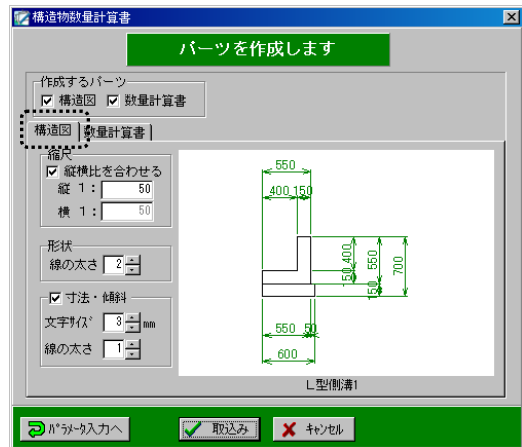 構造物数量計算書
パーツを作成します
作成するパーツ
構造図 数量計算書
構造図 数量計算書
縮尺
縦横比を合わせる
縦 1: 50
横 1: 50
形状
線の太さ 2
寸法・傾斜
文字サイズ 3 mm
線の太さ 1
550
400 150
150 400
550
150
700
550 50
600
L型側溝1
パラメータ入力へ 取込み キャンセル